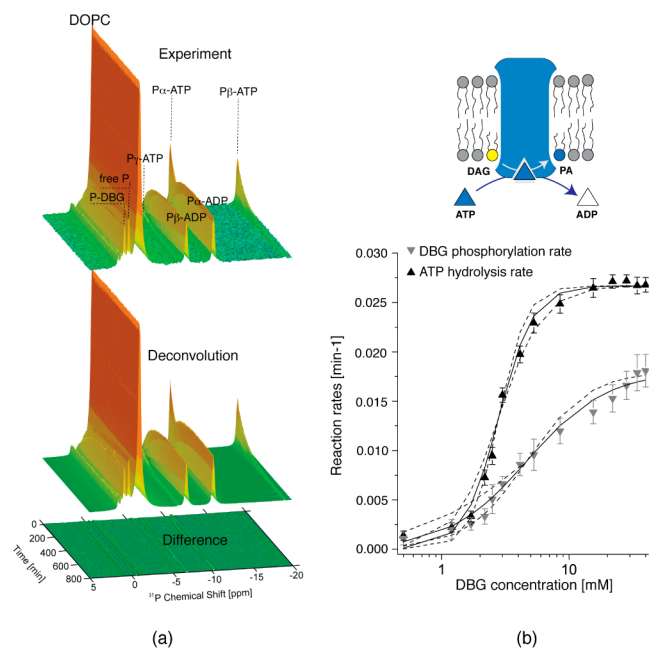 DOPC
Experiment
Pα-ATP
Pβ-ATP
Pγ-ATP
free P
P-DBG
Pα-ADP
Pβ-ADP
Deconvolution
Difference
0
200
400
600
800
Time [min]
5
0
-5
-10
-15
-20
³¹P Chemical Shift [ppm]
(a)
DAG
PA
ATP
ADP
DBG phosphorylation rate
ATP hydrolysis rate
0.030
0.025
0.020
0.015
0.010
0.005
0.000
Reaction rates [min-1]
1
10
DBG concentration [mM]
(b)